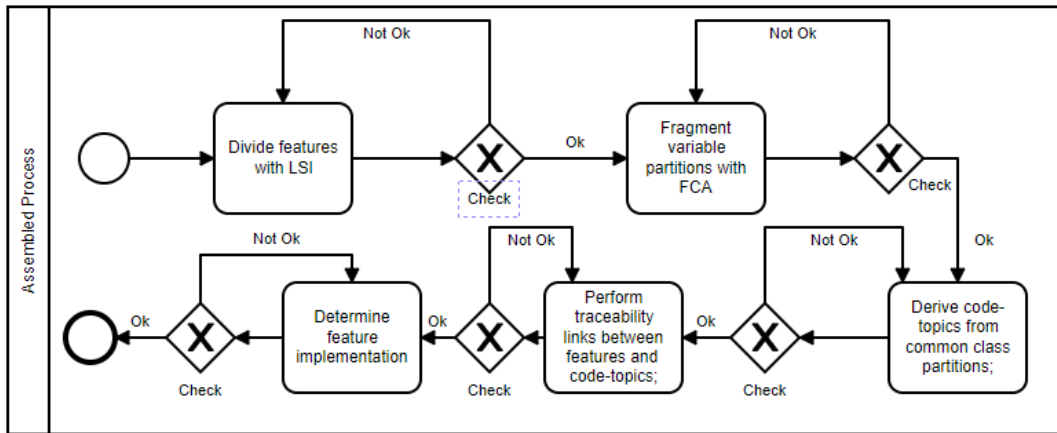 Assembled Process
Not Ok
Divide features
with LSI
Check
Ok
Not Ok
Fragment
variable
partitions with
FCA
Check
Ok
Not Ok
Derive code-
topics from
common class
partitions;
Check
Ok
Not Ok
Perform
traceability
links between
features and
code-topics;
Check
Ok
Not Ok
Determine
feature
implementation
Check
Ok